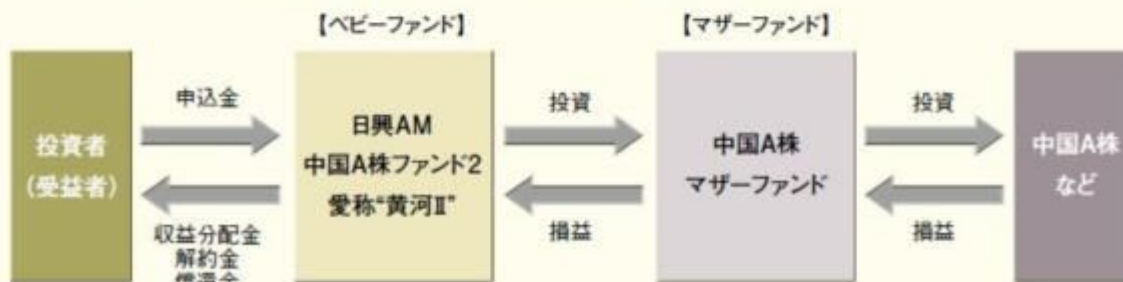 【ベビーファンド】
【マザーファンド】
投資者
（受益者）
申込金
収益分配金
解約金
償還金
日興AM
中国A株ファンド2
愛称“黄河Ⅱ”
投資
損益
中国A株
マザーファンド
投資
損益
中国A株
など